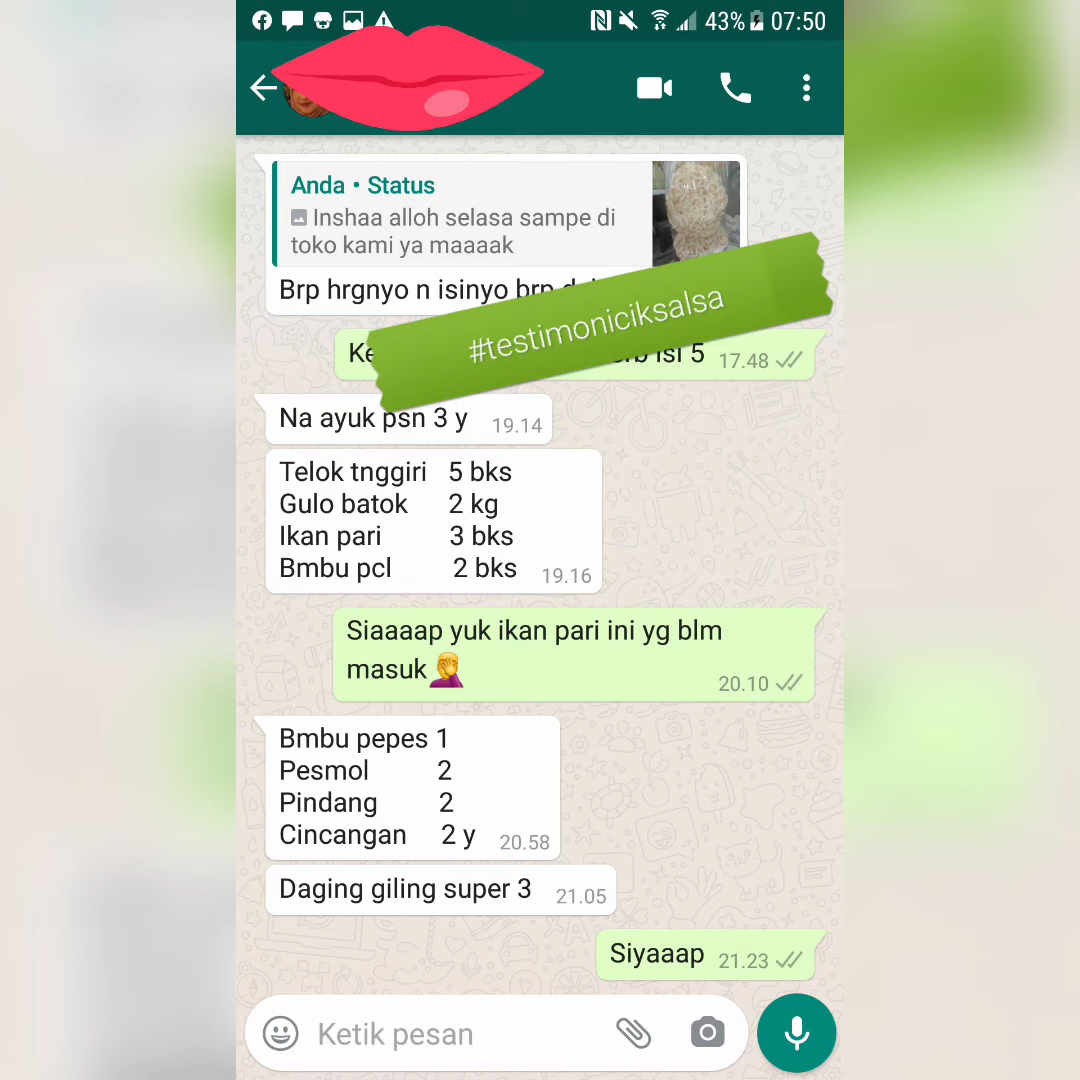 43% 07:50
Anda • Status
Inshaa alloh selasa sampe di
toko kami ya maaaak
Brp hrgnyo n isinyo brp
#testimoniciksalsa
isi 5 17.48
Na ayuk psn 3 y 19.14
Telok tnggiri 5 bks
Gulo batok 2 kg
Ikan pari 3 bks
Bmbu pcl 2 bks 19.16
Siaaaap yuk ikan pari ini yg blm
masuk🤦 20.10
Bmbu pepes 1
Pesmol 2
Pindang 2
Cincangan 2 y 20.58
Daging giling super 3 21.05
Siyaaap 21.23
Ketik pesan